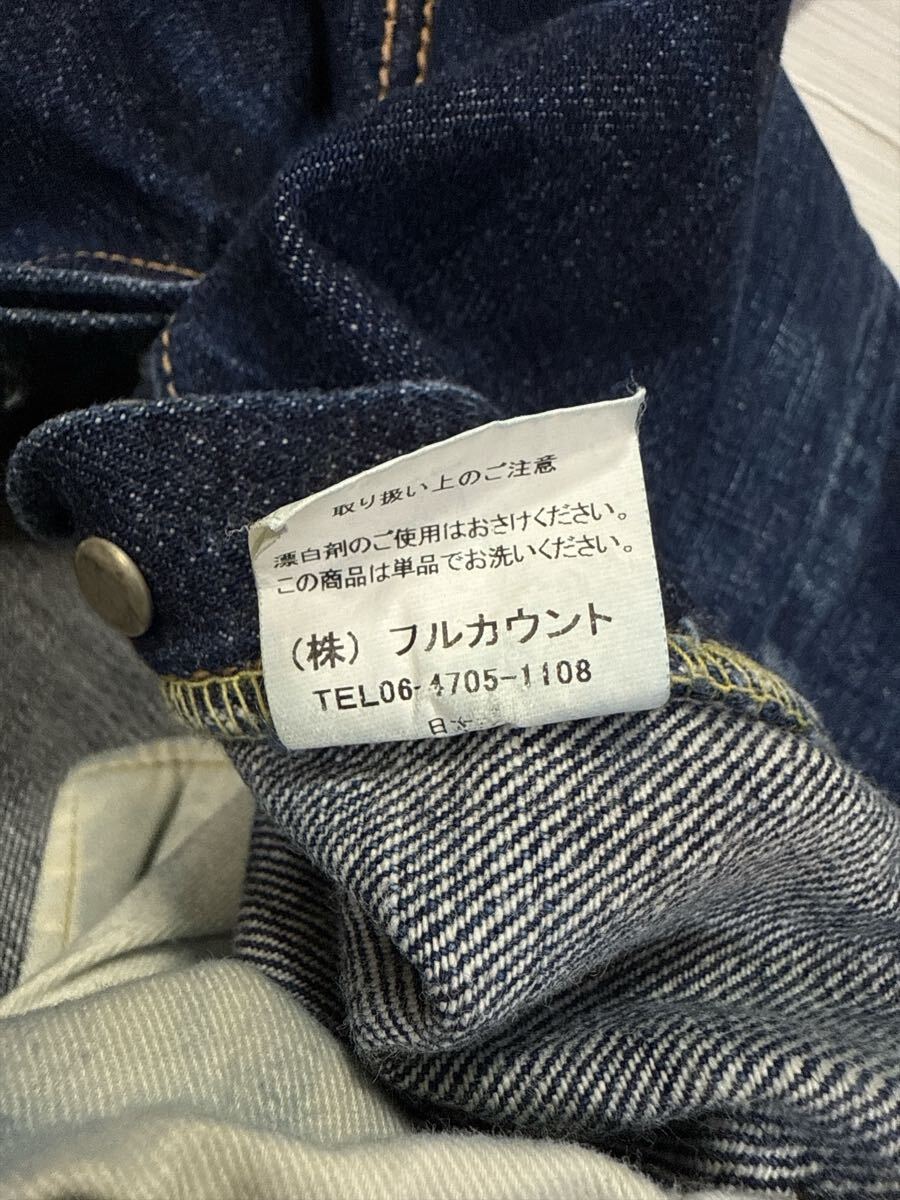 取り扱い上のご注意
漂白剤のご使用はおさけください。
この商品は単品でお洗いください。
（株）フルカウント
TEL06-4705-1108
日本